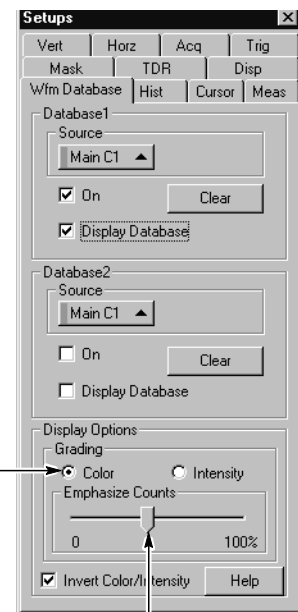 Setups
Vert Horz Acq Trig
Mask TDR Disp
Wfm Database Hist Cursor Meas
Database1
Source
Main C1
On Clear
Display Database
Database2
Source
Main C1
On Clear
Display Database
Display Options
Grading
Color Intensity
Emphasize Counts
0 100%
Invert Color/Intensity Help